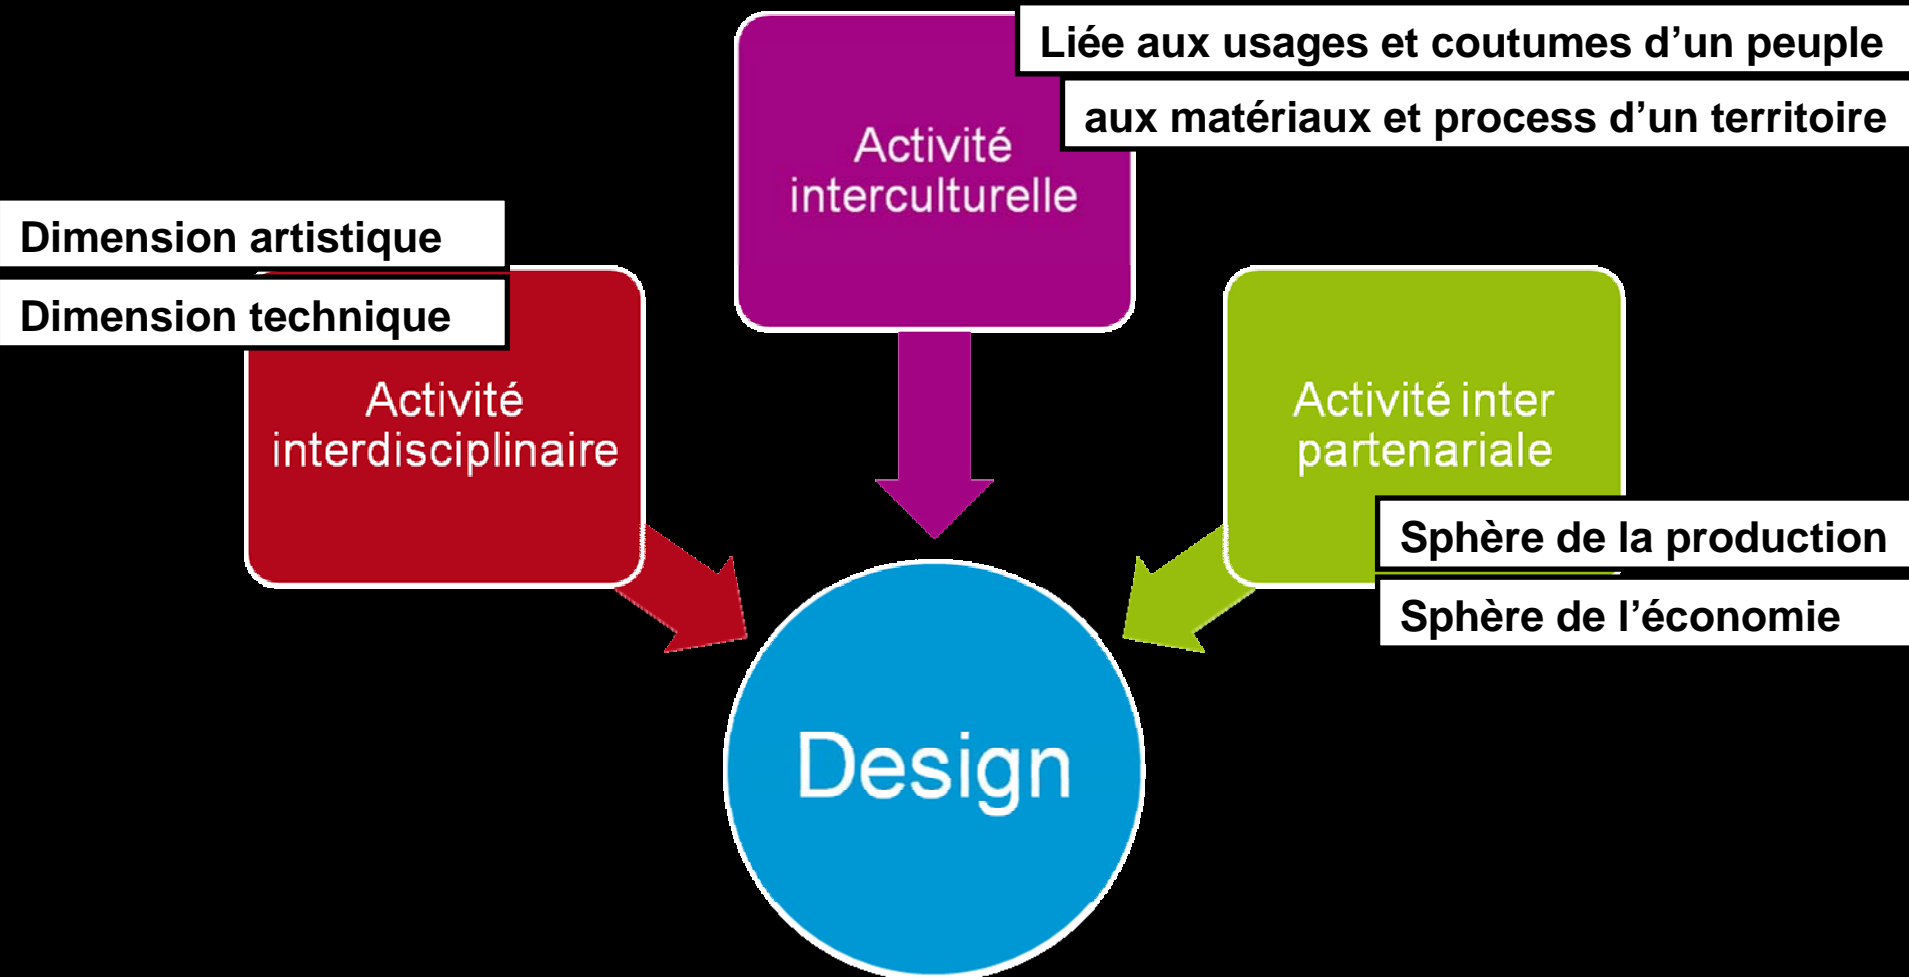 Liée aux usages et coutumes d’un peuple
aux matériaux et process d’un territoire
Activité
interculturelle
Dimension artistique
Dimension technique
Activité
interdisciplinaire
Activité inter
partenariale
Sphère de la production
Sphère de l’économie
Design